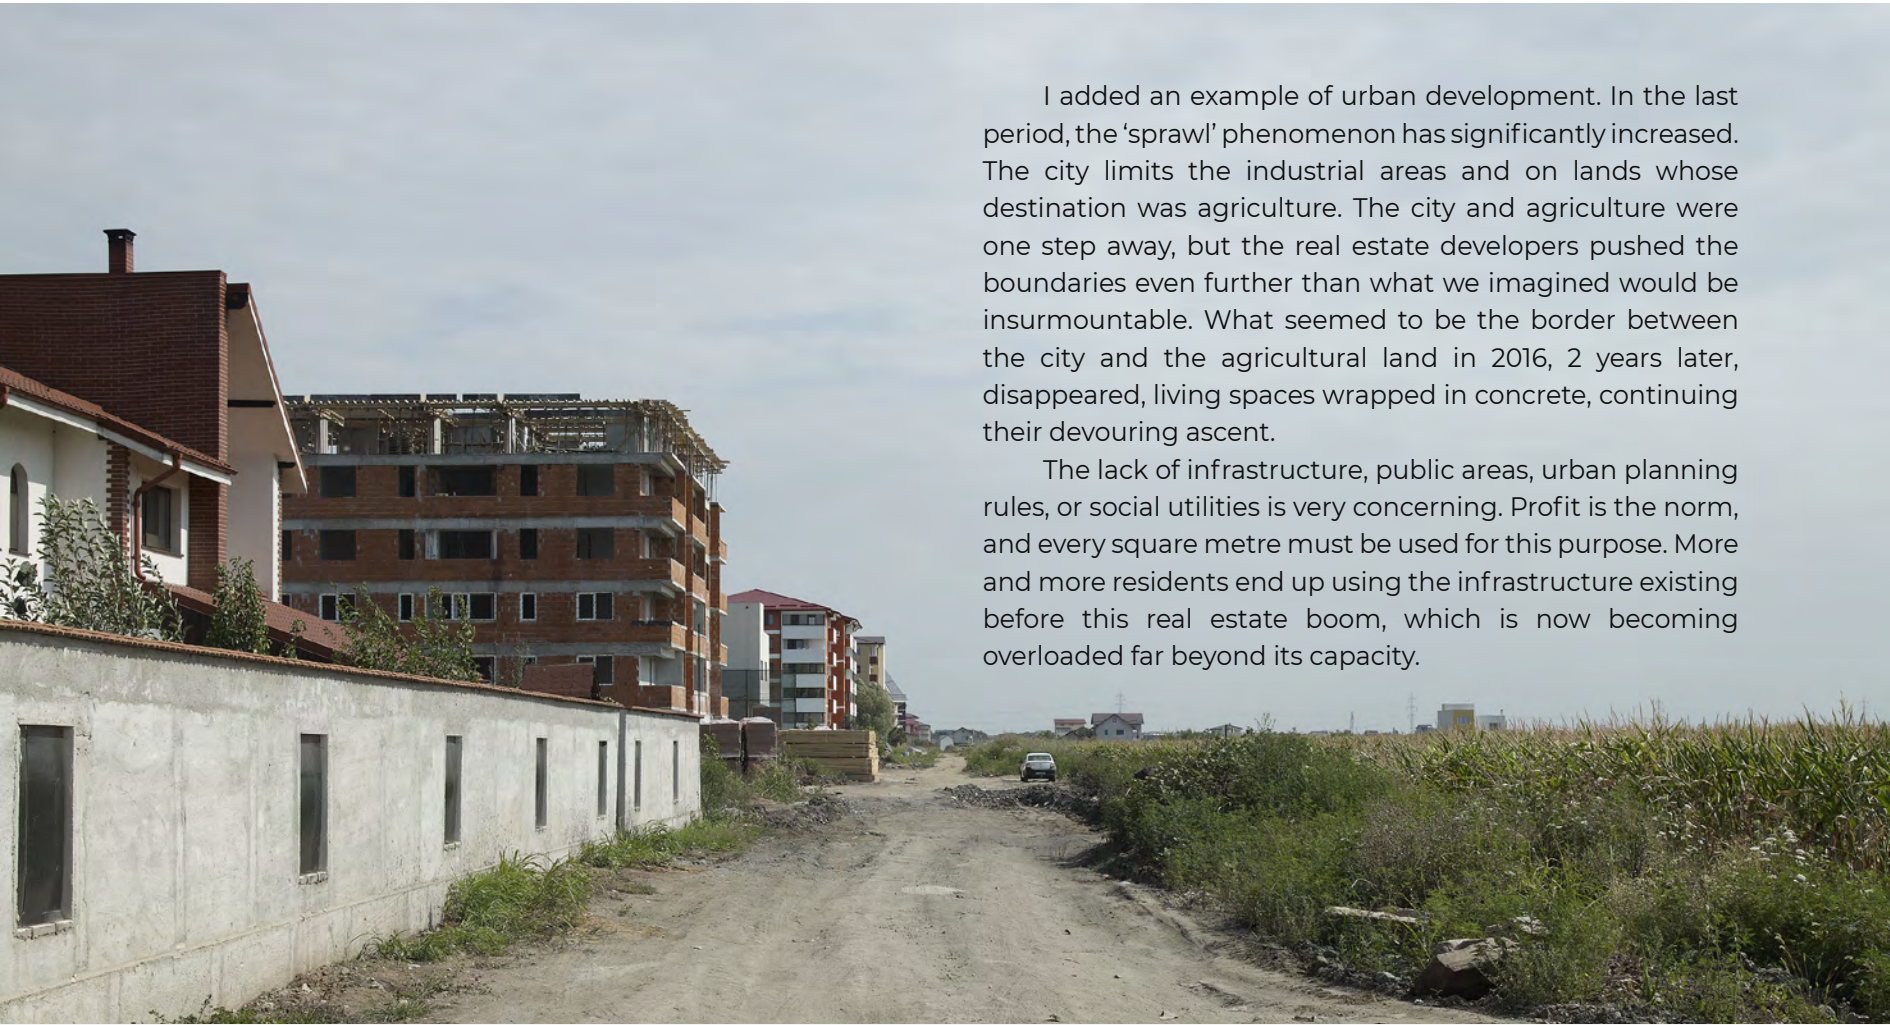 I added an example of urban development. In the last
period, the ‘sprawl’ phenomenon has significantly increased.
The city limits the industrial areas and on lands whose
destination was agriculture. The city and agriculture were
one step away, but the real estate developers pushed the
boundaries even further than what we imagined would be
insurmountable. What seemed to be the border between
the city and the agricultural land in 2016, 2 years later,
disappeared, living spaces wrapped in concrete, continuing
their devouring ascent.
The lack of infrastructure, public areas, urban planning
rules, or social utilities is very concerning. Profit is the norm,
and every square metre must be used for this purpose. More
and more residents end up using the infrastructure existing
before this real estate boom, which is now becoming
overloaded far beyond its capacity.